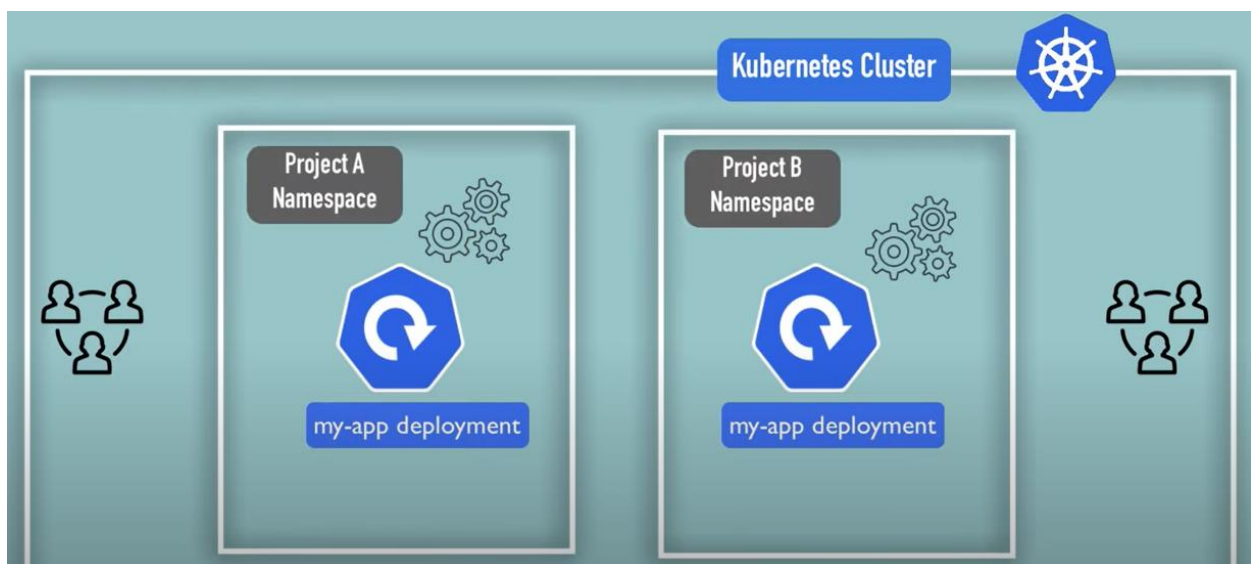 Kubernetes Cluster
Project A
Namespace
my-app deployment
Project B
Namespace
my-app deployment